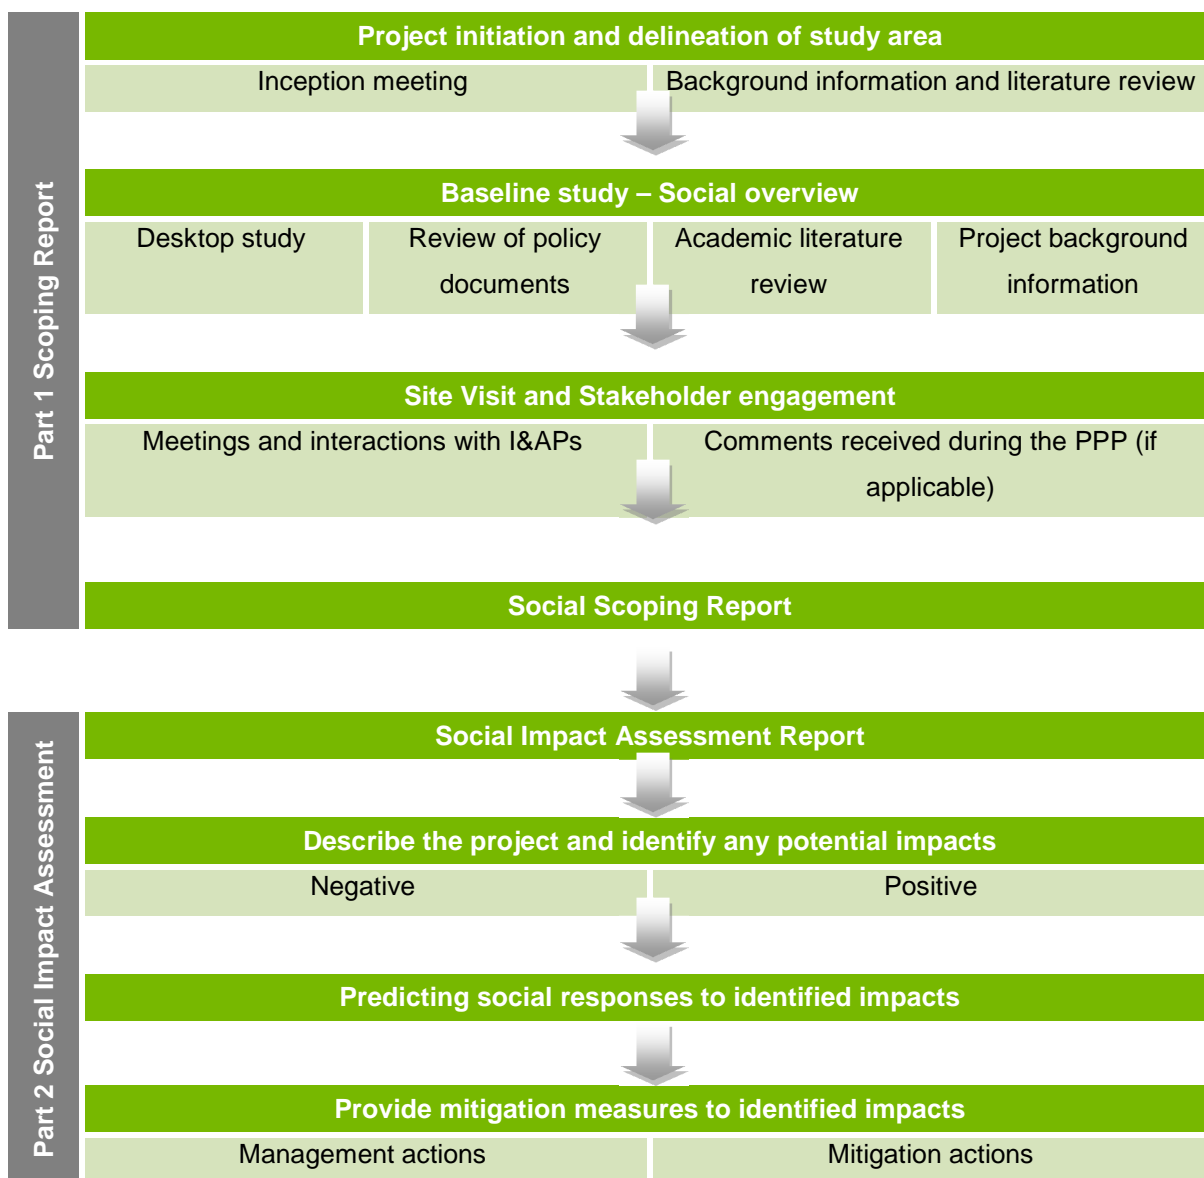 Part 1 Scoping Report
Project initiation and delineation of study area
Inception meeting
Background information and literature review
Baseline study – Social overview
Desktop study
Review of policy
documents
Academic literature
review
Project background
information
Site Visit and Stakeholder engagement
Meetings and interactions with I&APs
Comments received during the PPP (if
applicable)
Social Scoping Report
Part 2 Social Impact Assessment
Social Impact Assessment Report
Describe the project and identify any potential impacts
Negative
Positive
Predicting social responses to identified impacts
Provide mitigation measures to identified impacts
Management actions
Mitigation actions